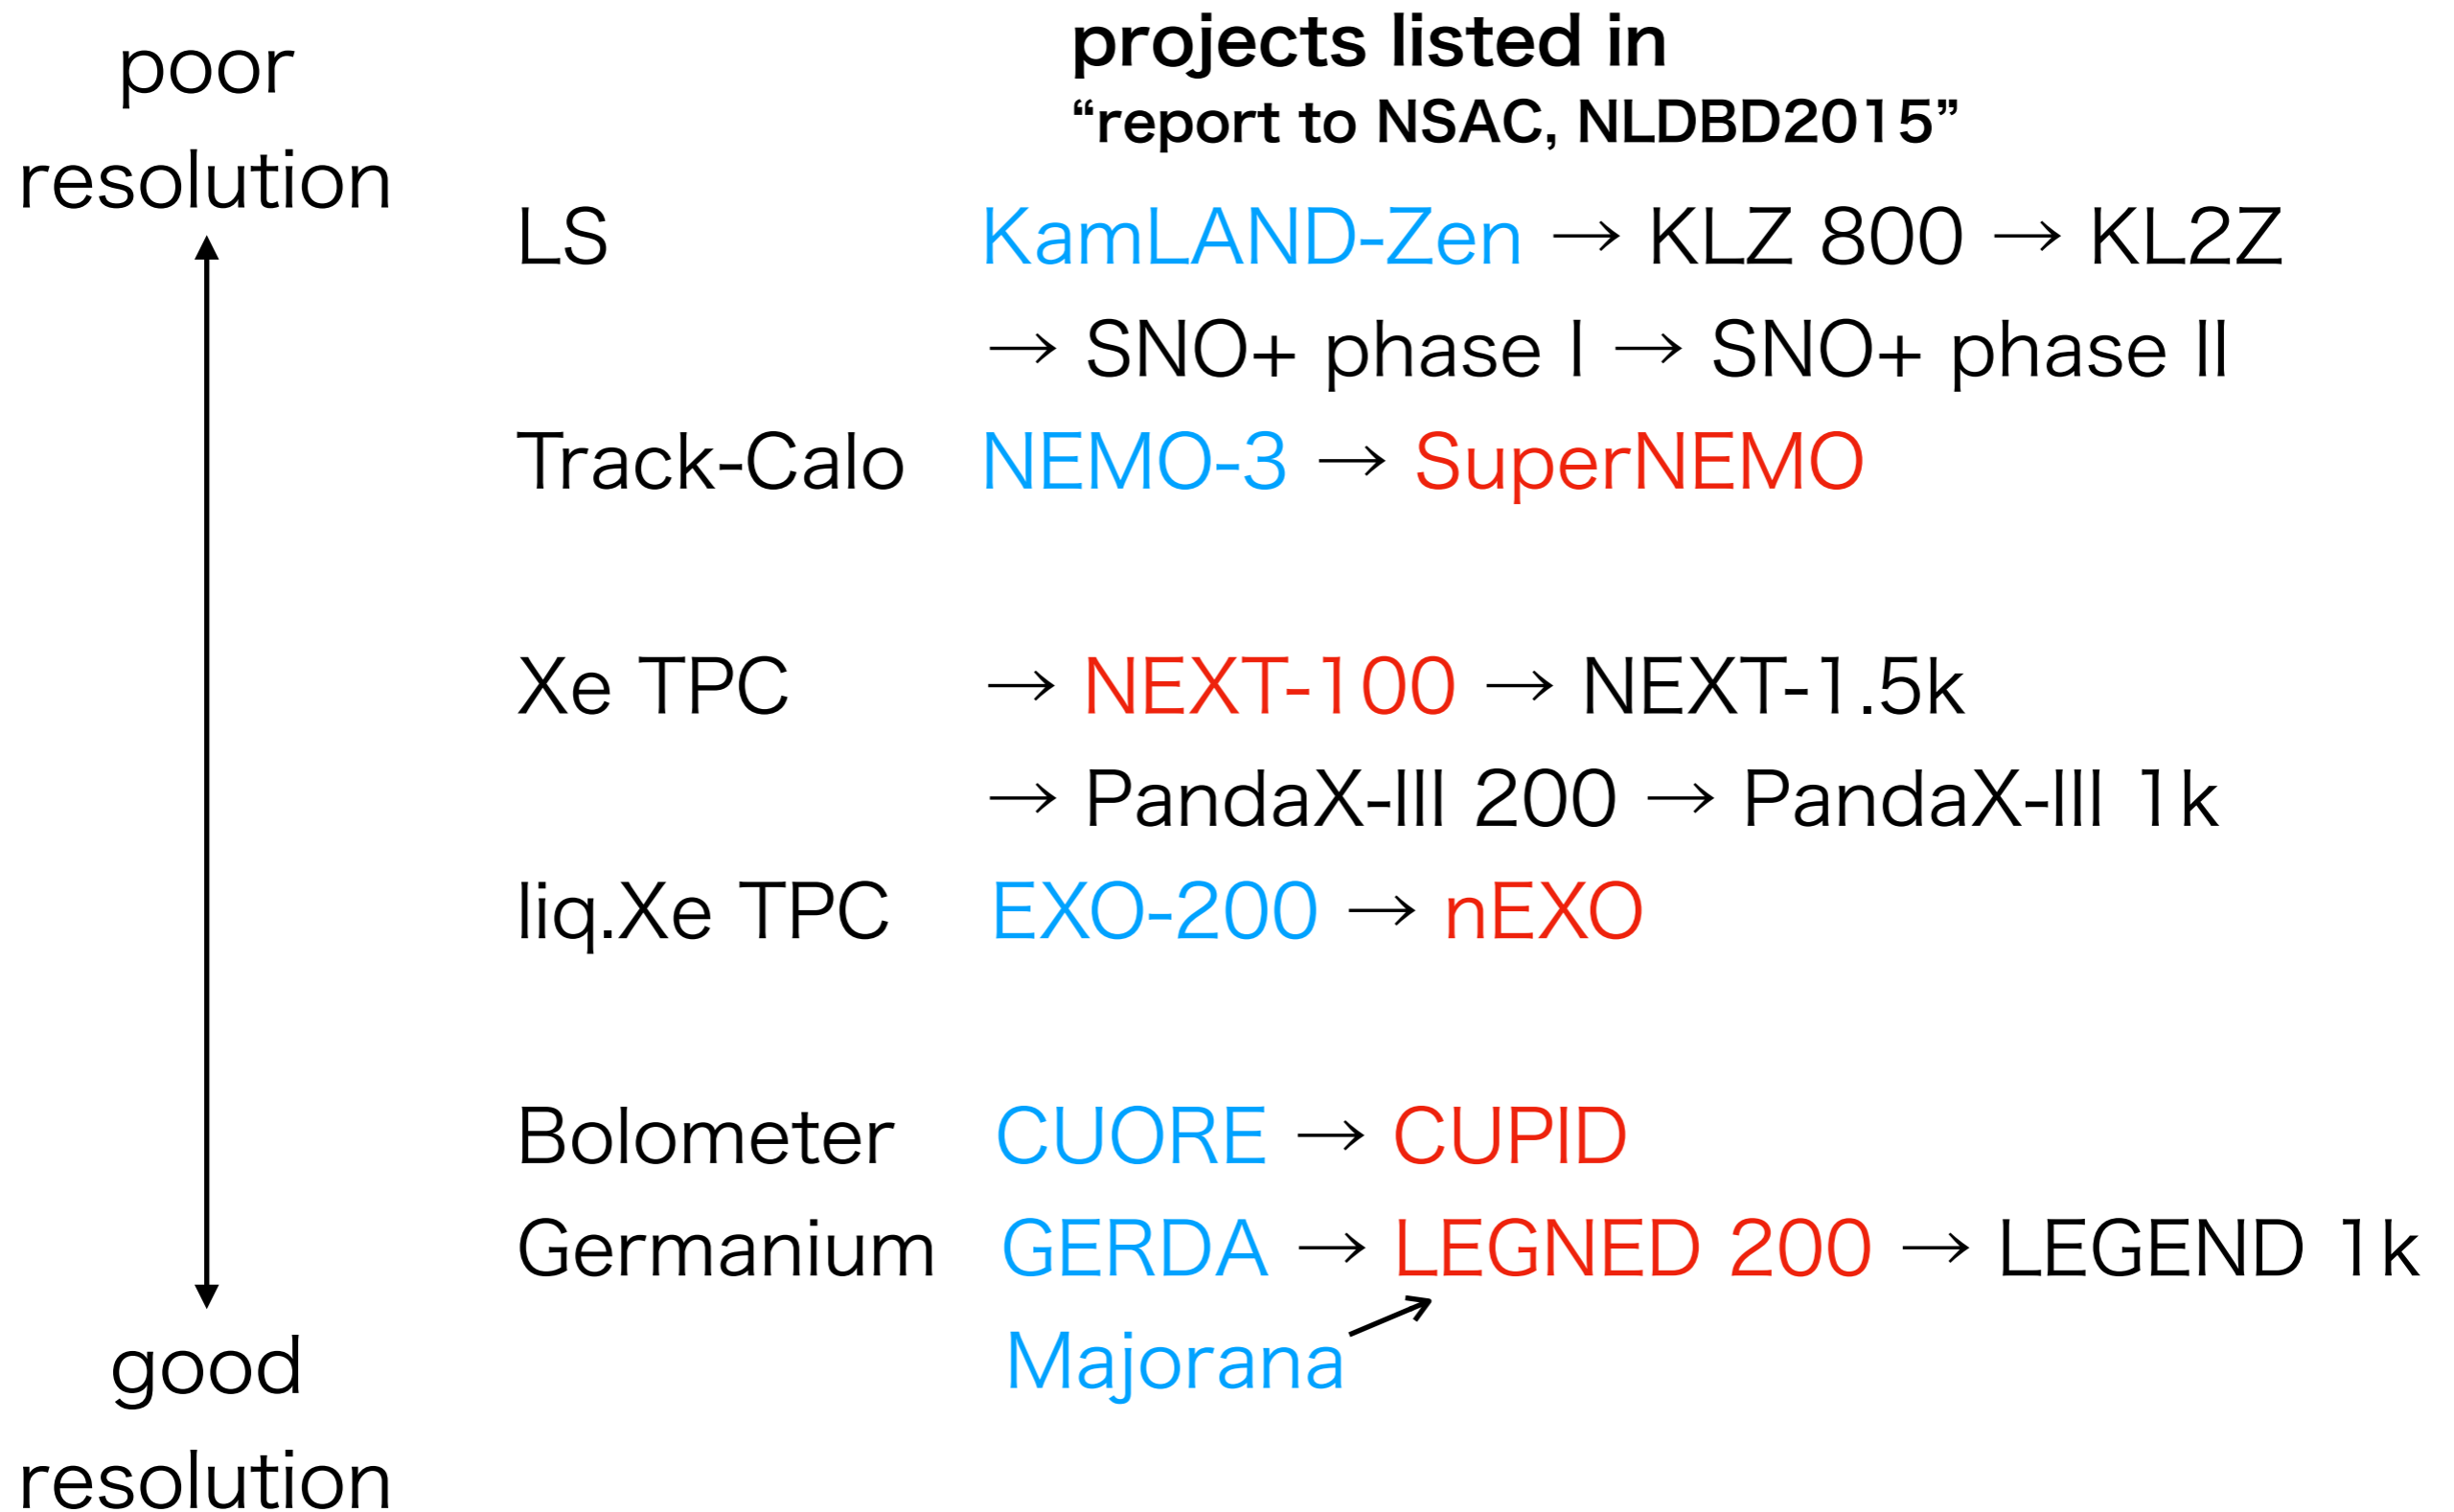 poor
resolution
projects listed in
“report to NSAC, NLDBD2015”
LS KamLAND-Zen → KLZ 800 → KL2Z
→ SNO+ phase I → SNO+ phase II
Track-Calo NEMO-3 → SuperNEMO
Xe TPC → NEXT-100 → NEXT-1.5k
→ PandaX-III 200 → PandaX-III 1k
liq.Xe TPC EXO-200 → nEXO
Bolometer CUORE → CUPID
Germanium GERDA → LEGNED 200 → LEGEND 1k
Majorana
good
resolution